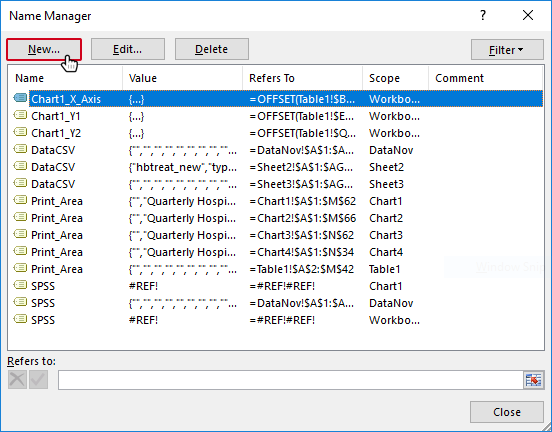 Name Manager ? ×
New... Edit... Delete Filter
Name Value Refers To Scope Comment
Chart1_X_Axis {...} =OFFSET(Table1!$B... Workbo...
Chart1_Y1 {...} =OFFSET(Table1!$E... Workbo...
Chart1_Y2 {...} =OFFSET(Table1!$Q... Workbo...
DataCSV {"","","","","","","","",... =DataNov!$A$1:$A... DataNov
DataCSV {"hbtreat_new","typ... =Sheet2!$A$1:$AG... Sheet2
DataCSV {"","","","","","","","",... =Sheet3!$A$1:$AG... Sheet3
Print_Area {"","Quarterly Hospi... =Chart1!$A$1:$M$62 Chart1
Print_Area {"","Quarterly Hospi... =Chart2!$A$1:$M$66 Chart2
Print_Area {"","Quarterly Hospi... =Chart3!$A$1:$N$62 Chart3
Print_Area {"","Quarterly Hospi... =Chart4!$A$1:$N$34 Chart4
Print_Area {"","","","","","","","",... =Table1!$A$2:$M$42 Table1
SPSS #REF! =#REF!#REF! Chart1
SPSS {"","","","","","","","",... =DataNov!$A$1:$A... DataNov
SPSS #REF! =#REF!#REF! Workbo...
Refers to:
Close